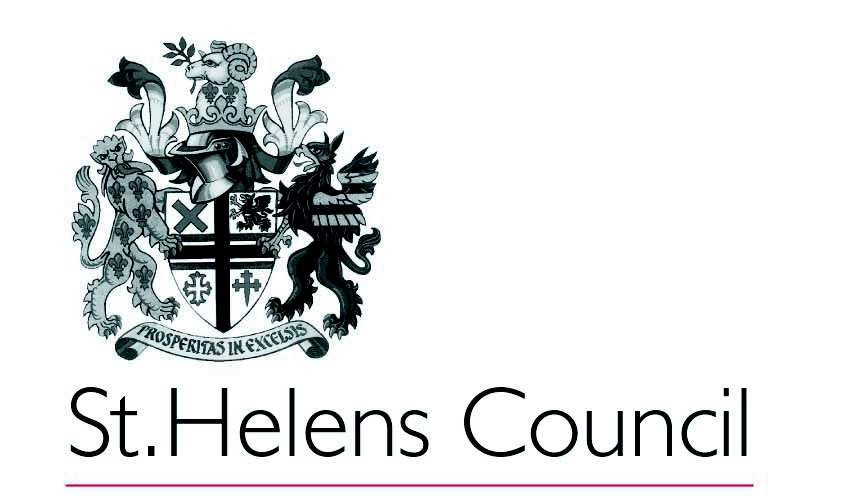 PROSPERITAS IN EXCELSIS
St.Helens Council